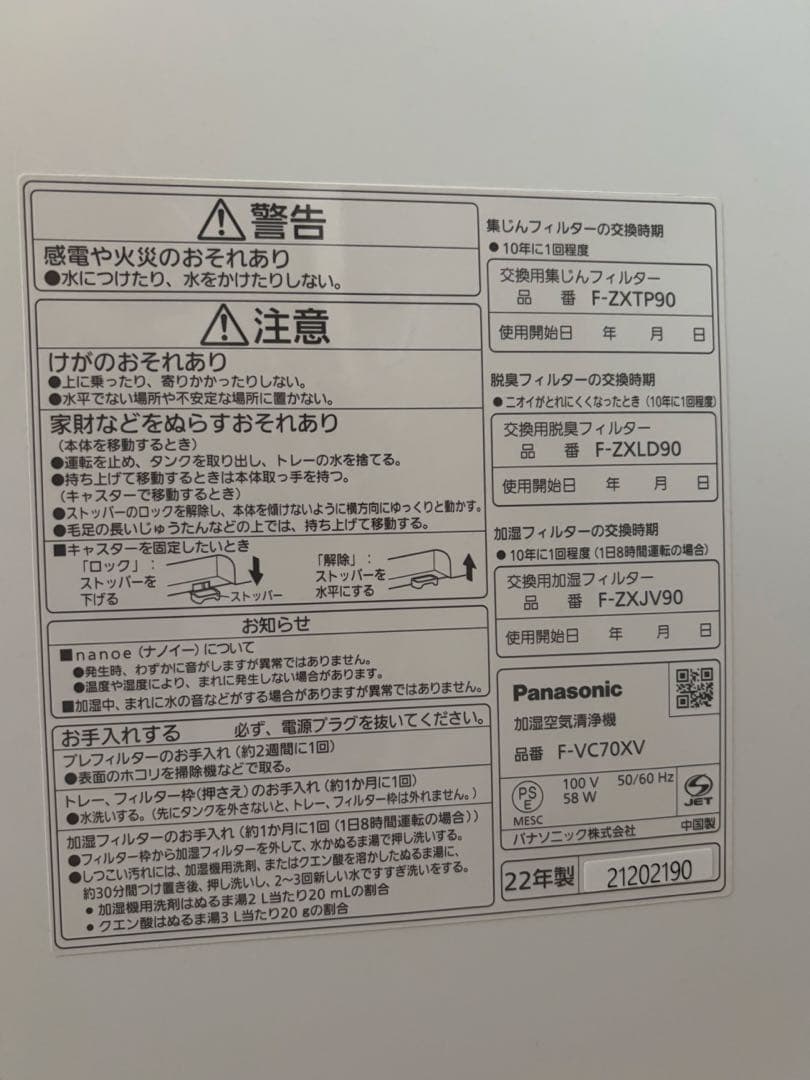 ⚠警告
感電や火災のおそれあり
●水につけたり、水をかけたりしない。
⚠注意
けがのおそれあり
●上に乗ったり、寄りかかったりしない。
●水平でない場所や不安定な場所に置かない。
家財などをぬらすおそれあり
(本体を移動するとき)
●運転を止め、タンクを取り出し、トレーの水を捨てる。
●持ち上げて移動するときは本体取っ手を持つ。
(キャスターで移動するとき)
●ストッパーのロックを解除し、本体を傾けないように横方向にゆっくりと動かす。
●毛足の長いじゅうたんなどの上では、持ち上げて移動する。
■キャスターを固定したいとき
「ロック」:
ストッパーを
下げる
ストッパー
「解除」:
ストッパーを
水平にする
お知らせ
■nanoe(ナノイー)について
●発生時、わずかに音がしますが異常ではありません。
●温度や湿度により、まれに発生しない場合があります。
■加湿中、まれに水の音などがする場合がありますが異常ではありません。
お手入れする 必ず、電源プラグを抜いてください。
プレフィルターのお手入れ(約2週間に1回)
●表面のホコリを掃除機などで取る。
トレー、フィルター枠(押さえ)のお手入れ(約1か月に1回)
●水洗いする。(先にタンクを外さないと、トレー、フィルター枠は外れません。)
加湿フィルターのお手入れ(約1か月に1回(1日8時間運転の場合))
●フィルター枠から加湿フィルターを外して、水かぬるま湯で押し洗いする。
●しつこい汚れには、加湿機用洗剤、またはクエン酸を溶かしたぬるま湯に、
約30分間つけ置き後、押し洗いし、2〜3回新しい水ですすぎ洗いをする。
• 加湿機用洗剤はぬるま湯2 L当たり20 mLの割合
• クエン酸はぬるま湯3 L当たり20 gの割合
集じんフィルターの交換時期
● 10年に1回程度
交換用集じんフィルター
品 番 F-ZXTP90
使用開始日 年 月 日
脱臭フィルターの交換時期
● ニオイがとれにくくなったとき(10年に1回程度)
交換用脱臭フィルター
品 番 F-ZXLD90
使用開始日 年 月 日
加湿フィルターの交換時期
● 10年に1回程度(1日8時間運転の場合)
交換用加湿フィルター
品 番 F-ZXJV90
使用開始日 年 月 日
Panasonic
加湿空気清浄機
品番 F-VC70XV
PS
E
MESC
100 V 50/60 Hz
58 W
JET
パナソニック株式会社 中国製
22年製 21202190